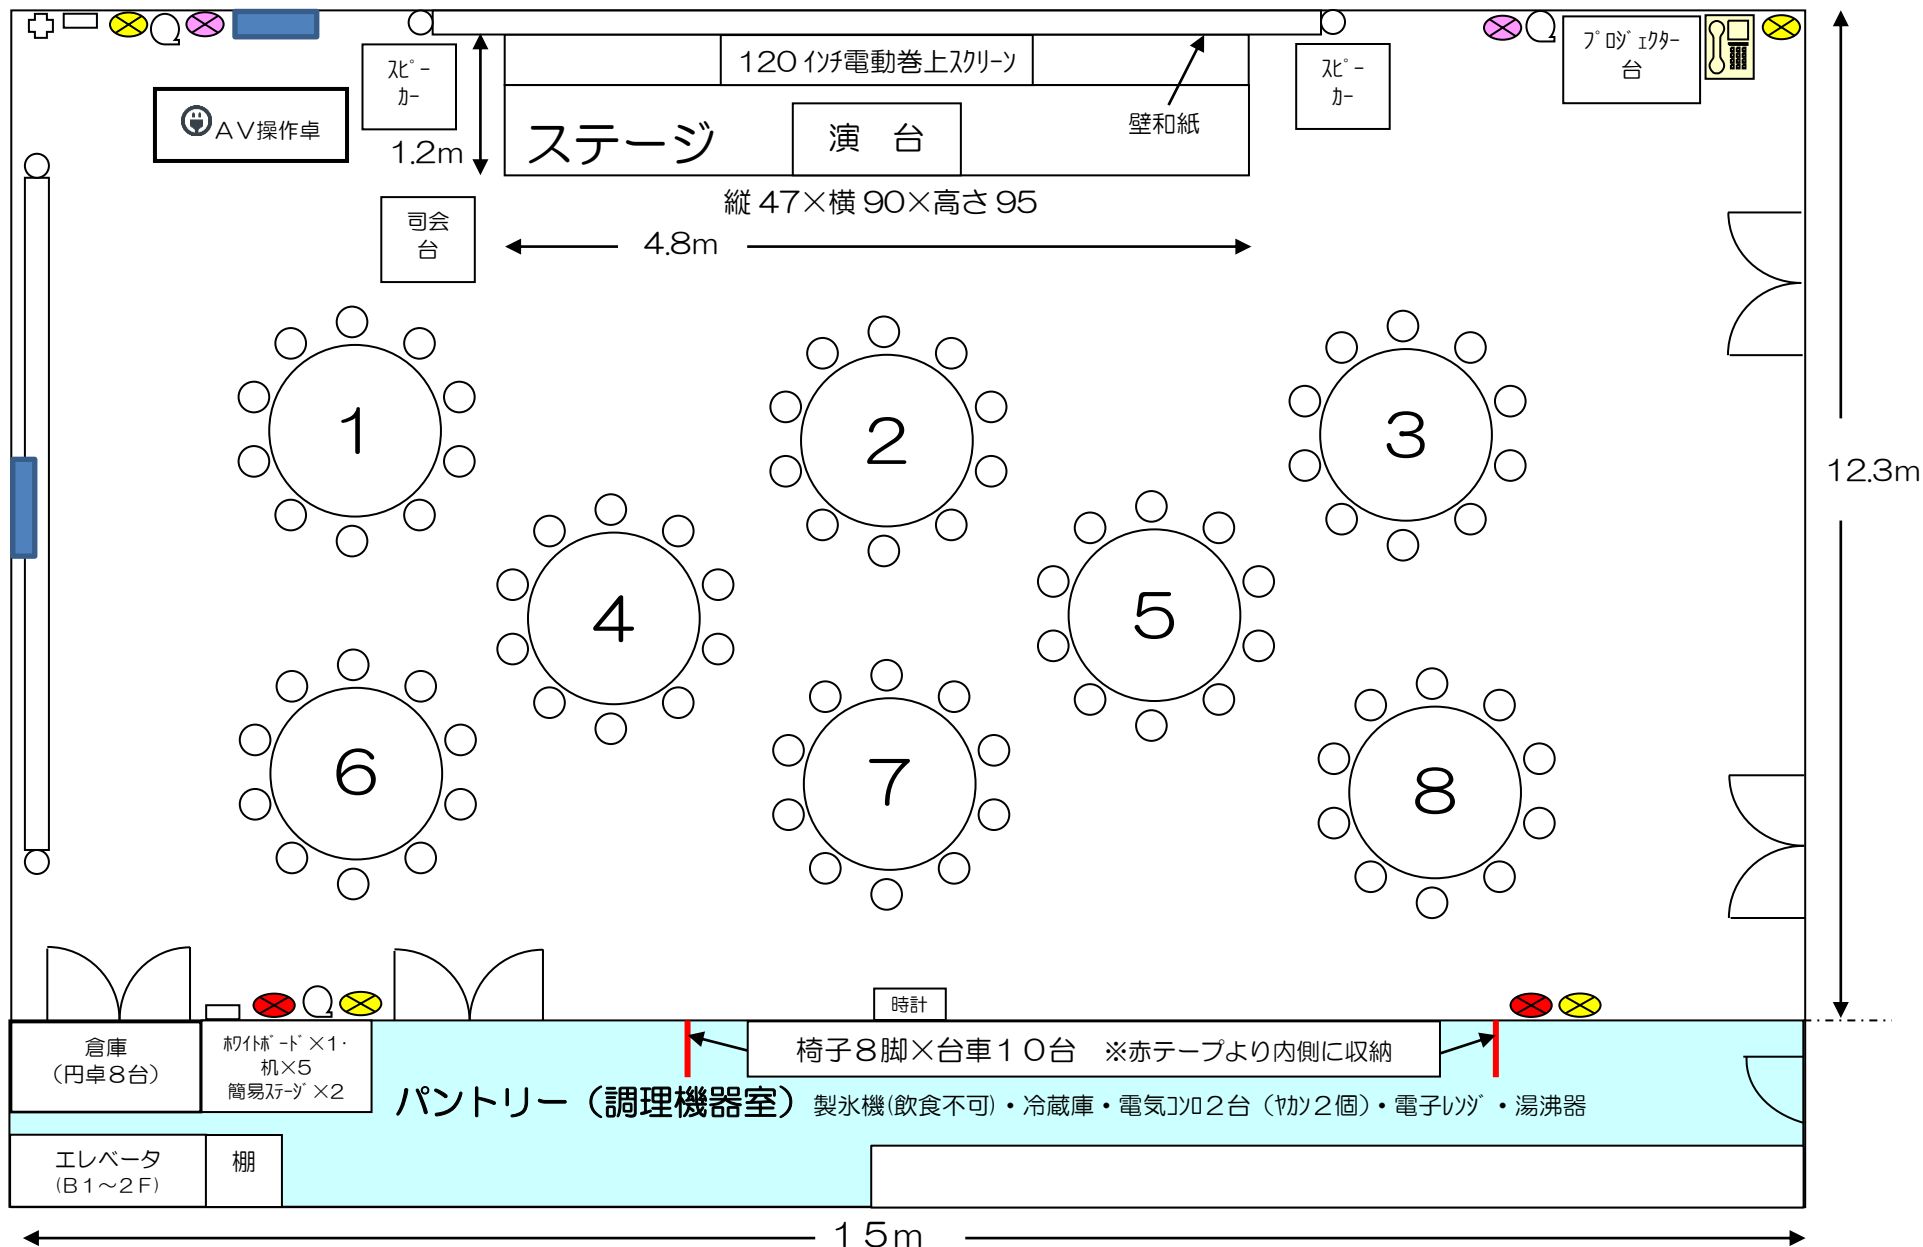 120 ｲﾝﾁ電動巻上ｽｸﾘｰﾝ
ﾌﾟﾛｼﾞｪｸﾀｰ
台
ｽﾋﾟｰ
ｶｰ
ｽﾋﾟｰ
ｶｰ
ＡＶ操作卓
1.2m
ステージ
演　台
壁和紙
縦 47×横 90×高さ 95
司会
台
4.8m
1
2
3
12.3m
4
5
6
7
8
時計
倉庫
（円卓８台）
ﾎﾜｲﾄﾎﾞｰﾄﾞ×1･
机×5
簡易ｽﾃｰｼﾞ×2
椅子８脚×台車１０台　※赤テープより内側に収納
パントリー（調理機器室）製氷機(飲食不可)・冷蔵庫・電気ｺﾝﾛ２台（ﾔｶﾝ２個）・電子ﾚﾝｼﾞ・湯沸器
エレベータ
(Ｂ１～２Ｆ)
棚
１５m